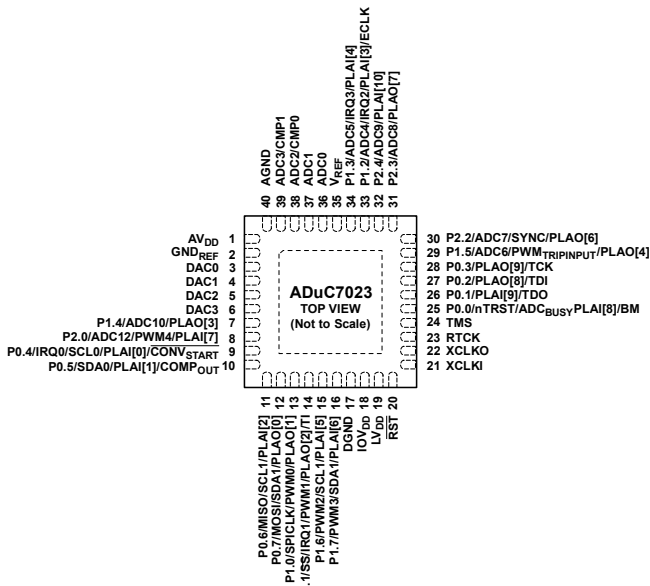 40 AGND
39 ADC3/CMP1
38 ADC2/CMP0
37 ADC1
36 ADC0
35 VREF
34 P1.3/ADC5/IRQ3/PLAI[4]
33 P1.2/ADC4/IRQ2/PLAI[3]/ECLK
32 P2.4/ADC9/PLAI[10]
31 P2.3/ADC8/PLAO[7]
AVDD 1
GNDREF 2
DAC0 3
DAC1 4
DAC2 5
DAC3 6
P1.4/ADC10/PLAO[3] 7
P2.0/ADC12/PWM4/PLAI[7] 8
P0.4/IRQ0/SCL0/PLAI[0]/CONVSTART 9
P0.5/SDA0/PLAI[1]/COMPOUT 10
ADuC7023
TOP VIEW
(Not to Scale)
30 P2.2/ADC7/SYNC/PLAO[6]
29 P1.5/ADC6/PWMTRIPINPUT/PLAO[4]
28 P0.3/PLAO[9]/TCK
27 P0.2/PLAO[8]/TDI
26 P0.1/PLAI[9]/TDO
25 P0.0/nTRST/ADCBUSYPLAI[8]/BM
24 TMS
23 RTCK
22 XCLKO
21 XCLKI
P0.6/MISO/SCL1/PLAI[2] 11
P0.7/MOSI/SDA1/PLAO[0] 12
P1.0/SPICLK/PWM0/PLAO[1] 13
.1/SS/IRQ1/PWM1/PLAO[2]/TI 14
P1.6/PWM2/SCL1/PLAI[5] 15
P1.7/PWM3/SDA1/PLAI[6] 16
DGND 17
IOVDD 18
LVDD 19
RST 20